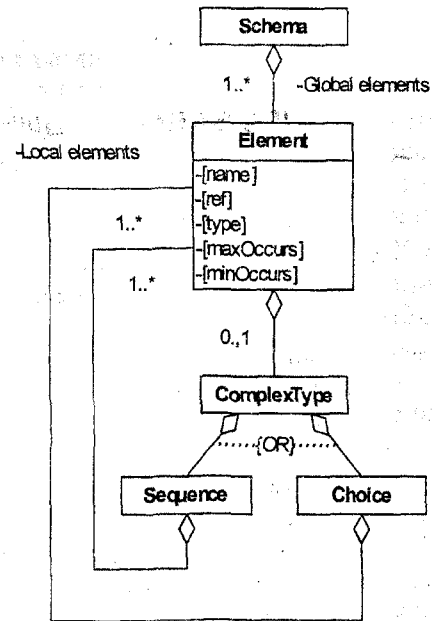 Schema
1..*
-Global elements
Element
-Local elements
-[name]
-[ref]
-[type]
-[maxOccurs]
-[minOccurs]
1..*
1..*
0..1
ComplexType
{OR}
Sequence
Choice